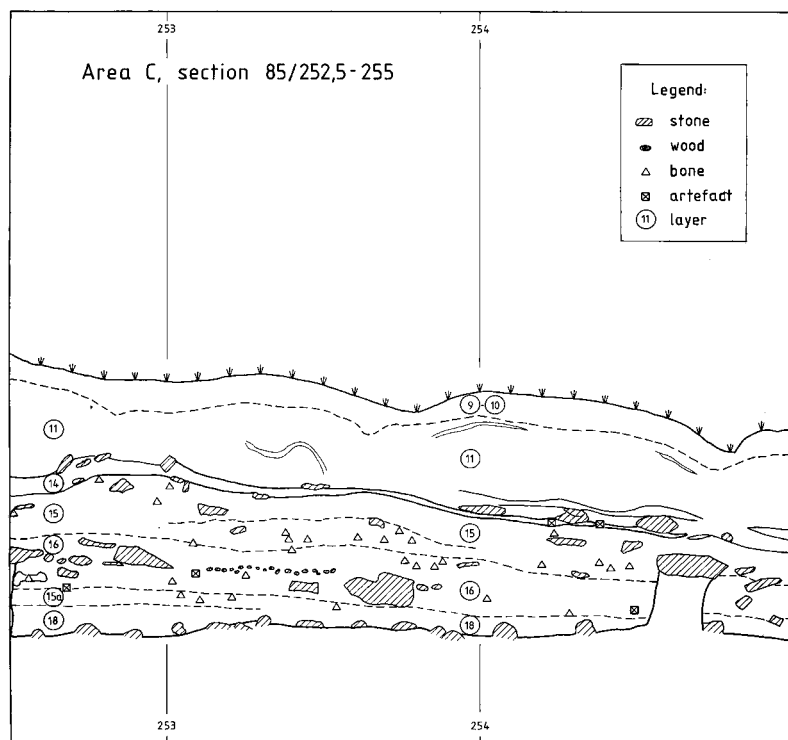 253 254
Area C, section 85/252,5-255
Legend:
stone
wood
bone
artefact
11 layer
9 - 10
11
11
14
15
15
16
16
15a
18
18
253 254